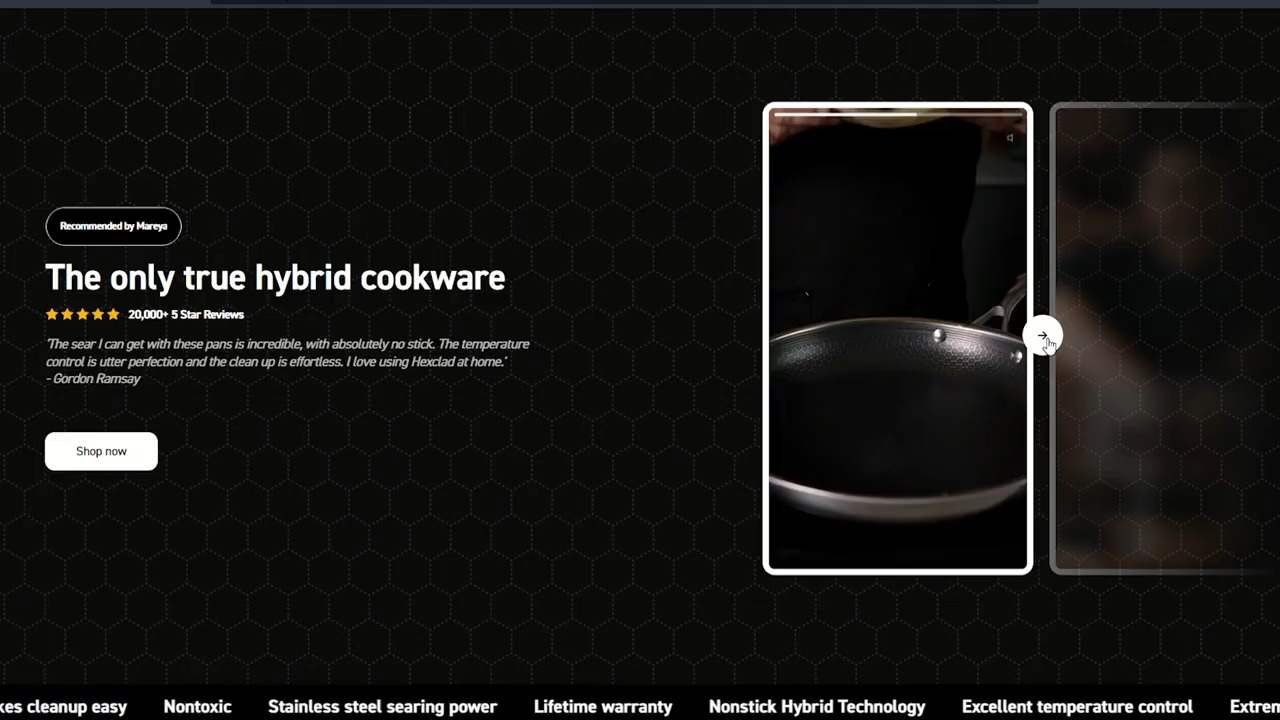 Recommended by Mareya
The only true hybrid cookware
20,000+ 5 Star Reviews
'The sear I can get with these pans is incredible, with absolutely no stick. The temperature
control is utter perfection and the clean up is effortless. I love using Hexclad at home.'
- Gordon Ramsay
Shop now
kes cleanup easy Nontoxic Stainless steel searing power Lifetime warranty Nonstick Hybrid Technology Excellent temperature control Extren